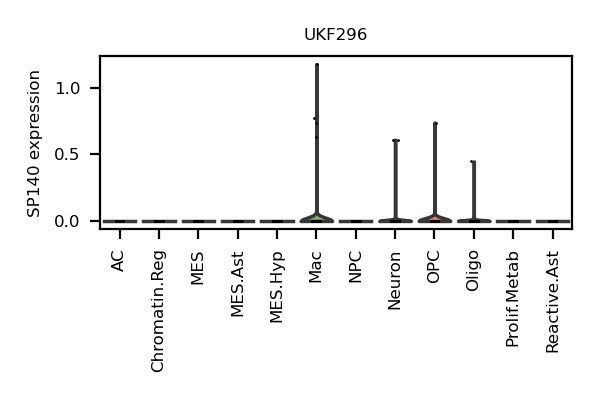 UKF296
SP140 expression
1.0
0.5
0.0
AC
Chromatin.Reg
MES
MES.Ast
MES.Hyp
Mac
NPC
Neuron
OPC
Oligo
Prolif.Metab
Reactive.Ast